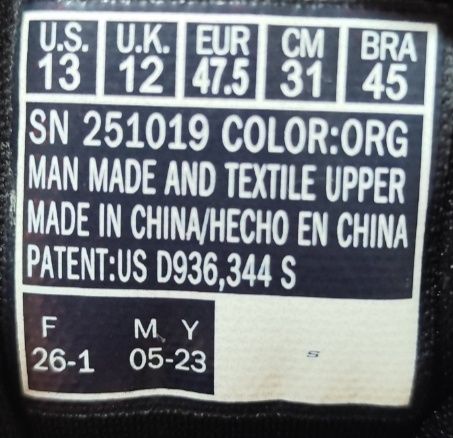 U.S. U.K. EUR CM BRA
13 12 47.5 31 45
SN 251019 COLOR:ORG
MAN MADE AND TEXTILE UPPER
MADE IN CHINA/HECHO EN CHINA
PATENT:US D936,344 S
F M Y
26-1 05-23
S